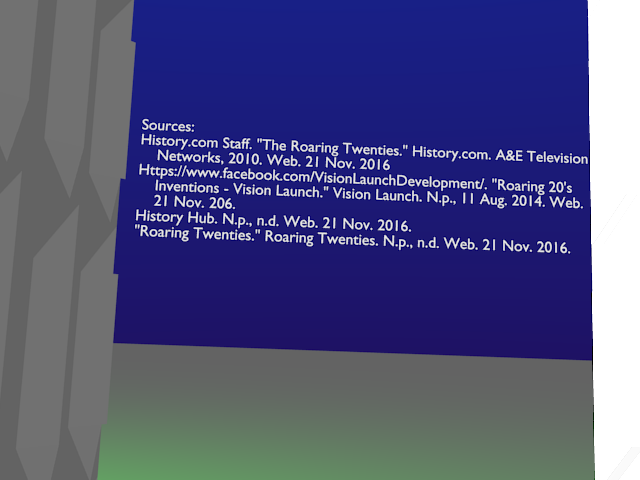 Sources:
History.com Staff. "The Roaring Twenties." History.com. A&E Television
Networks, 2010. Web. 21 Nov. 2016
Https://www.facebook.com/VisionLaunchDevelopment/. "Roaring 20's
Inventions - Vision Launch." Vision Launch. N.p., 11 Aug. 2014. Web.
21 Nov. 206.
History Hub. N.p., n.d. Web. 21 Nov. 2016.
"Roaring Twenties." Roaring Twenties. N.p., n.d. Web. 21 Nov. 2016.